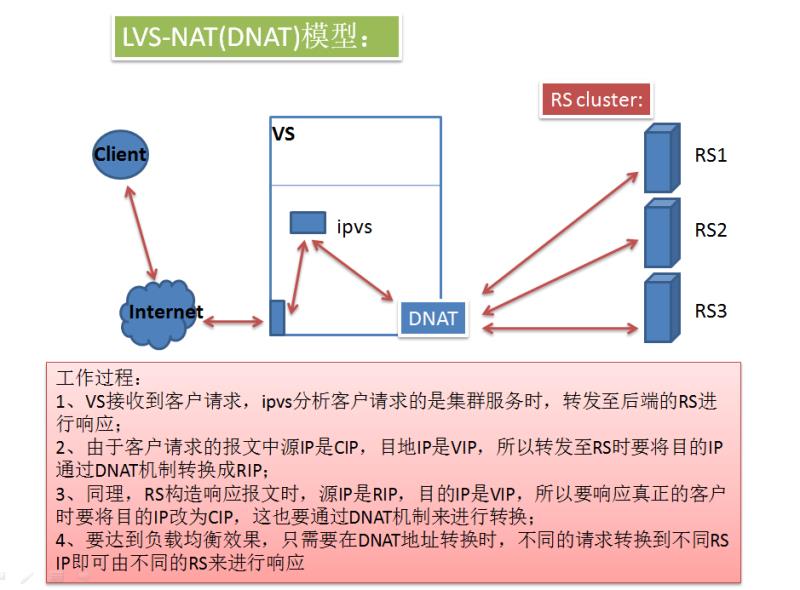 LVS-NAT(DNAT)模型：
RS cluster:
VS
Client
RS1
ipvs
RS2
Internet
DNAT
RS3
工作过程：
1、VS接收到客户请求，ipvs分析客户请求的是集群服务时，转发至后端的RS进
行响应；
2、由于客户请求的报文中源IP是CIP，目地IP是VIP，所以转发至RS时要将目的IP
通过DNAT机制转换成RIP；
3、同理，RS构造响应报文时，源IP是RIP，目的IP是VIP，所以要响应真正的客户
时要将目的IP改为CIP，这也要通过DNAT机制来进行转换；
4、要达到负载均衡效果，只需要在DNAT地址转换时，不同的请求转换到不同RS
IP即可由不同的RS来进行响应